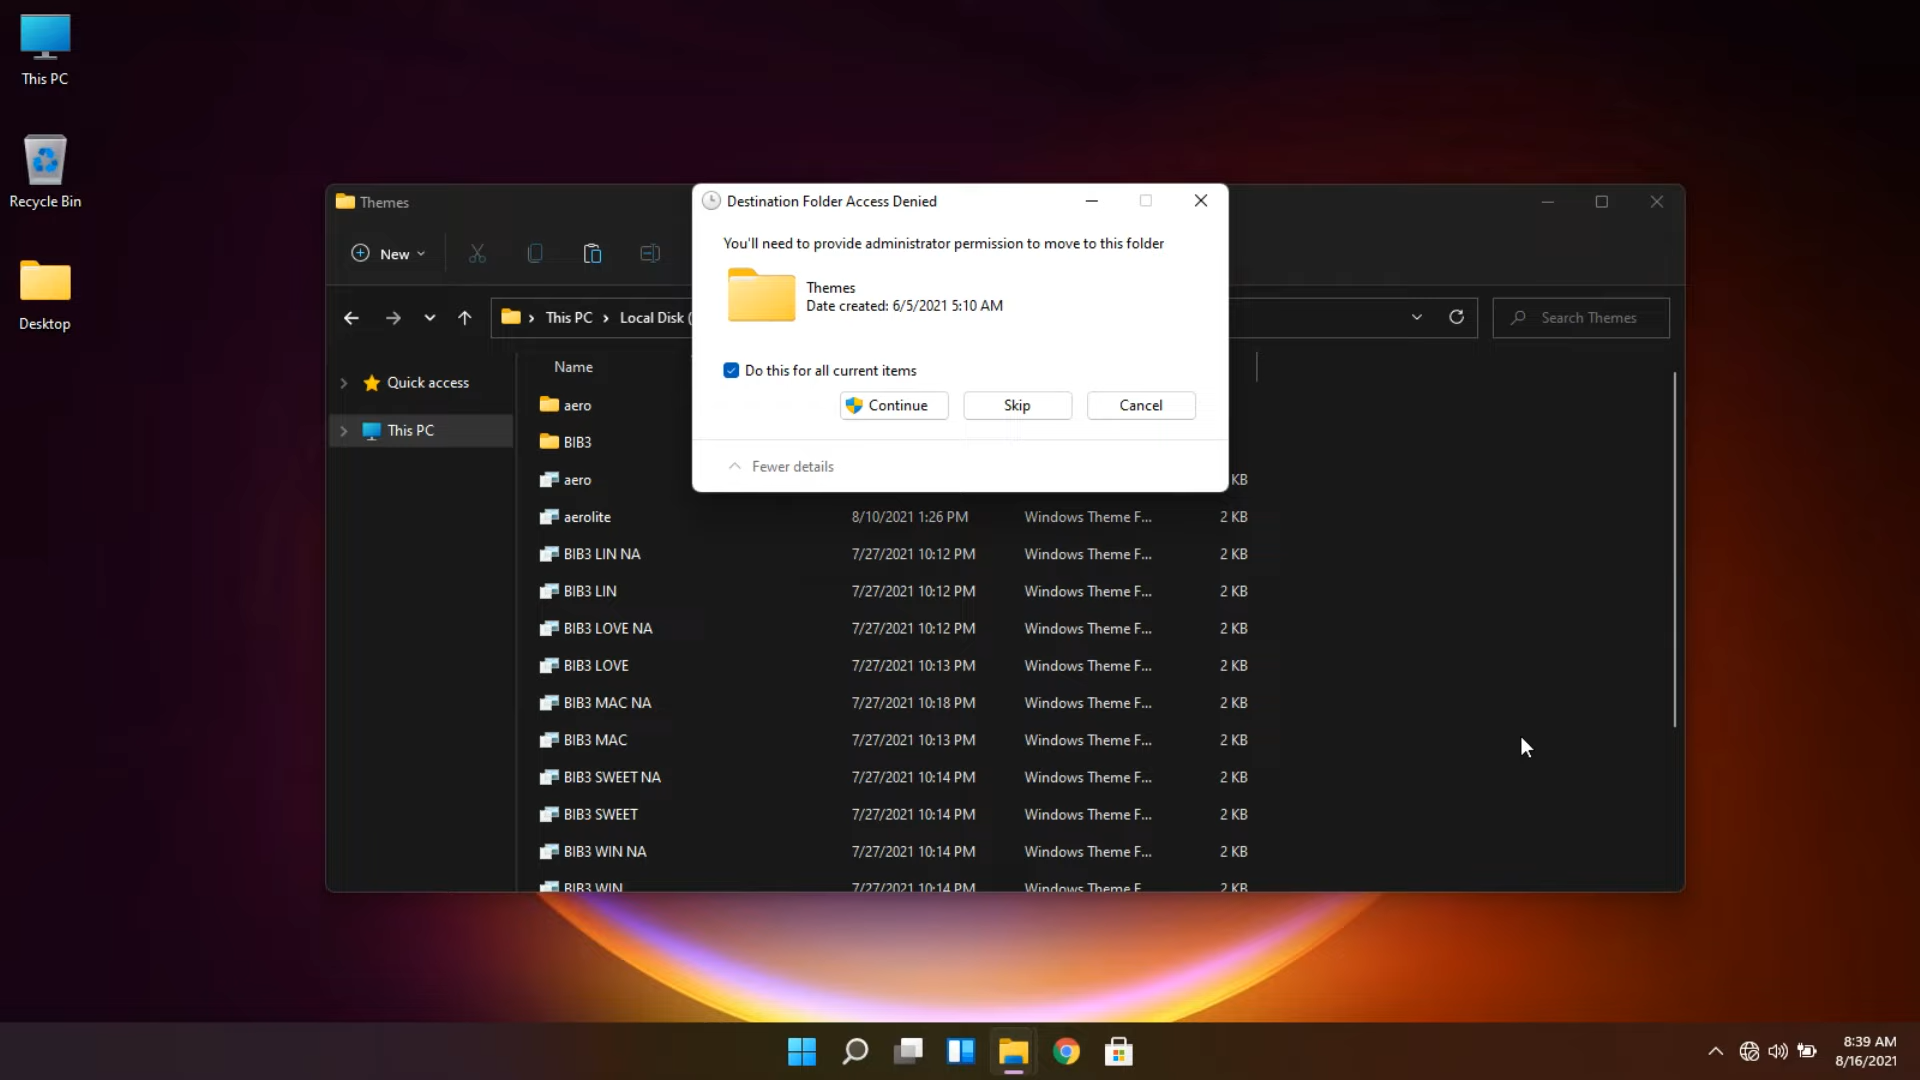 This PC
Recycle Bin
Desktop
Themes
New
This PC
Local Disk (
Search Themes
Quick access
This PC
Destination Folder Access Denied
You'll need to provide administrator permission to move to this folder
Themes
Date created: 6/5/2021 5:10 AM
Do this for all current items
Continue
Skip
Cancel
Fewer details
Name
aero
BIB3
aero KB
aerolite 8/10/2021 1:26 PM Windows Theme F... 2 KB
BIB3 LIN NA 7/27/2021 10:12 PM Windows Theme F... 2 KB
BIB3 LIN 7/27/2021 10:12 PM Windows Theme F... 2 KB
BIB3 LOVE NA 7/27/2021 10:12 PM Windows Theme F... 2 KB
BIB3 LOVE 7/27/2021 10:13 PM Windows Theme F... 2 KB
BIB3 MAC NA 7/27/2021 10:18 PM Windows Theme F... 2 KB
BIB3 MAC 7/27/2021 10:13 PM Windows Theme F... 2 KB
BIB3 SWEET NA 7/27/2021 10:14 PM Windows Theme F... 2 KB
BIB3 SWEET 7/27/2021 10:14 PM Windows Theme F... 2 KB
BIB3 WIN NA 7/27/2021 10:14 PM Windows Theme F... 2 KB
BIB3 WIN 7/27/2021 10:14 PM Windows Theme F 2 KB
8:39 AM
8/16/2021